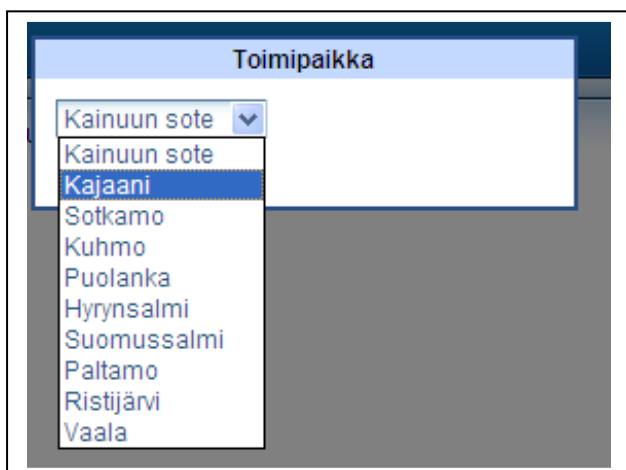 Toimipaikka
Kainuun sote
Kainuun sote
Kajaani
Sotkamo
Kuhmo
Puolanka
Hyrynsalmi
Suomussalmi
Paltamo
Ristijärvi
Vaala